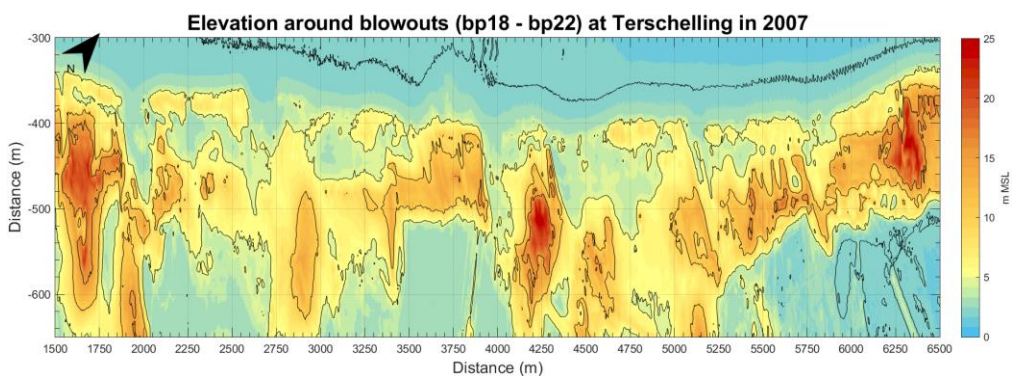 Elevation around blowouts (bp18 - bp22) at Terschelling in 2007
N
-300
-400
-500
-600
Distance (m)
1500 1750 2000 2250 2500 2750 3000 3250 3500 3750 4000 4250 4500 4750 5000 5250 5500 5750 6000 6250 6500
Distance (m)
25
20
15
10
5
0
m MSL